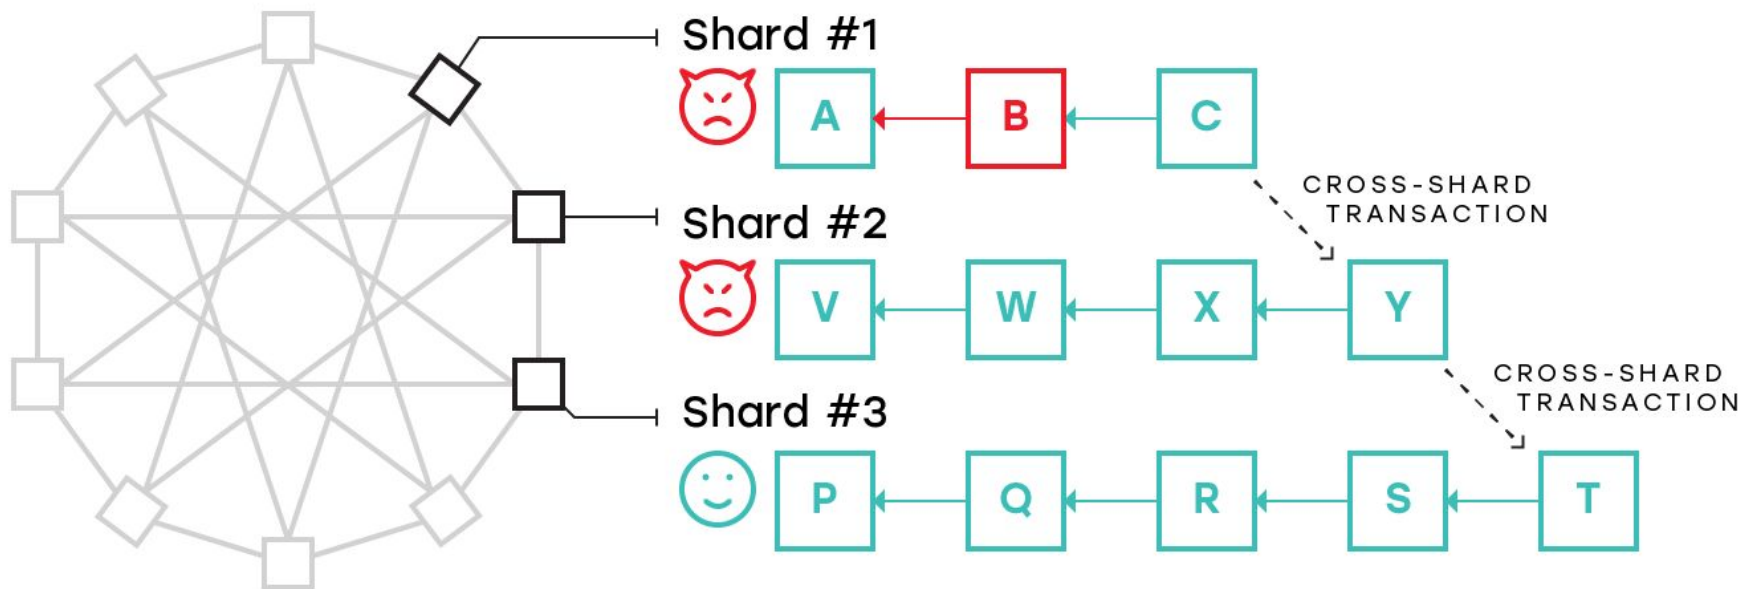 Shard #1
A
B
C
CROSS-SHARD
TRANSACTION
Shard #2
V
W
X
Y
CROSS-SHARD
TRANSACTION
Shard #3
P
Q
R
S
T